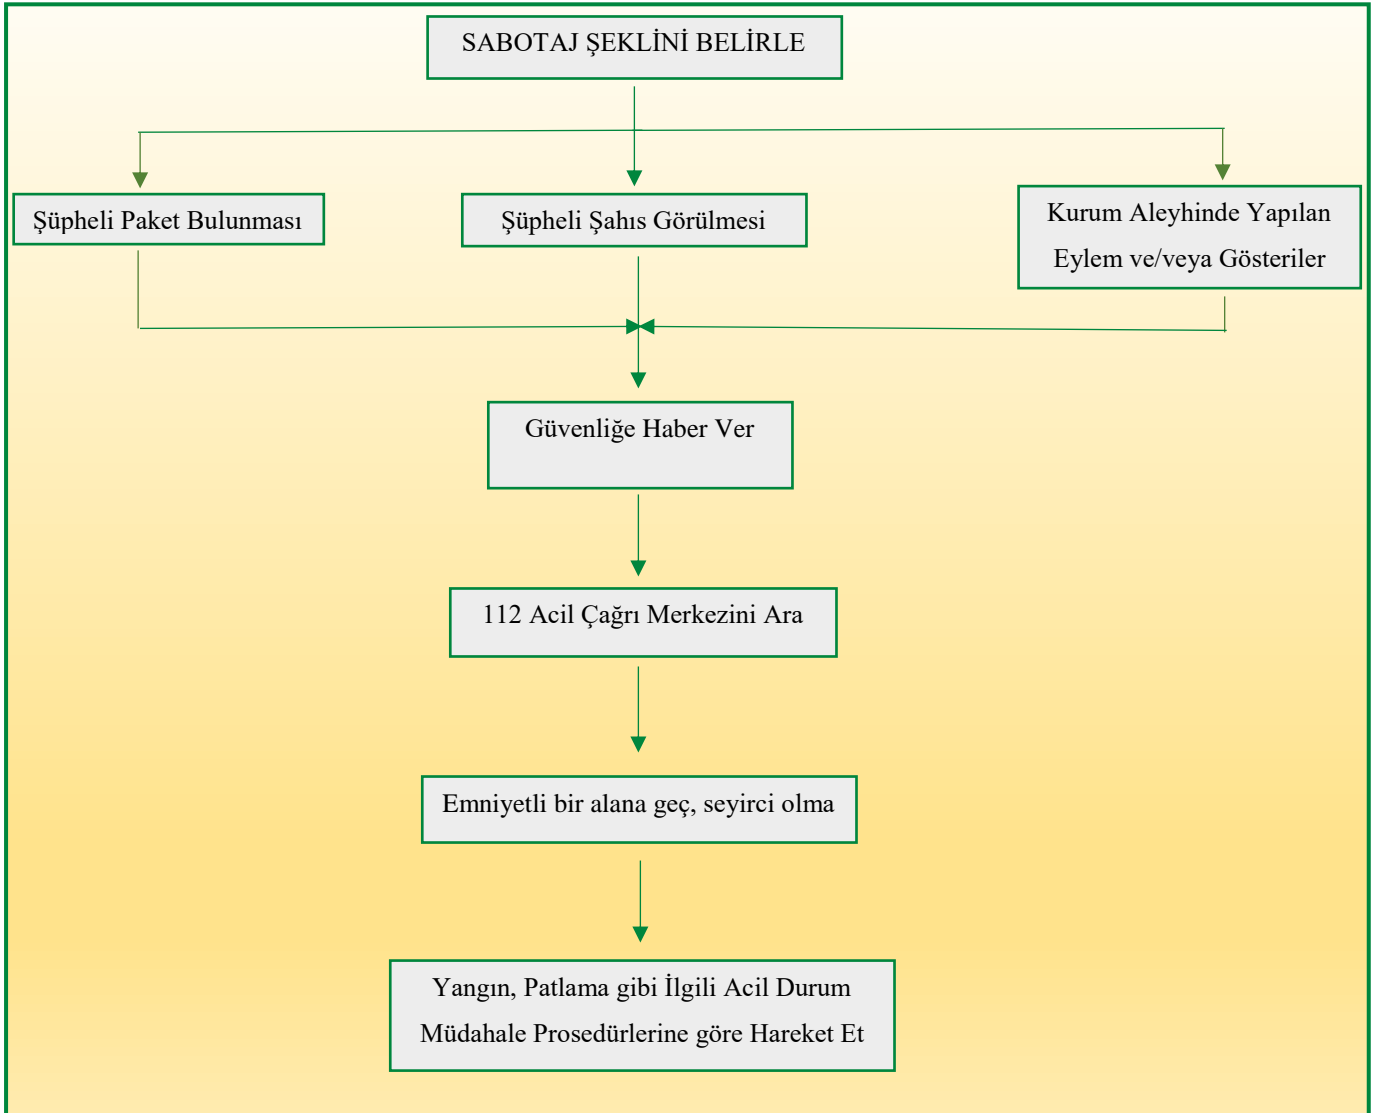 SABOTAJ ŞEKLİNİ BELİRLE
Şüpheli Paket Bulunması
Şüpheli Şahıs Görülmesi
Kurum Aleyhinde Yapılan
Eylem ve/veya Gösteriler
Güvenliğe Haber Ver
112 Acil Çağrı Merkezini Ara
Emniyetli bir alana geç, seyirci olma
Yangın, Patlama gibi İlgili Acil Durum
Müdahale Prosedürlerine göre Hareket Et